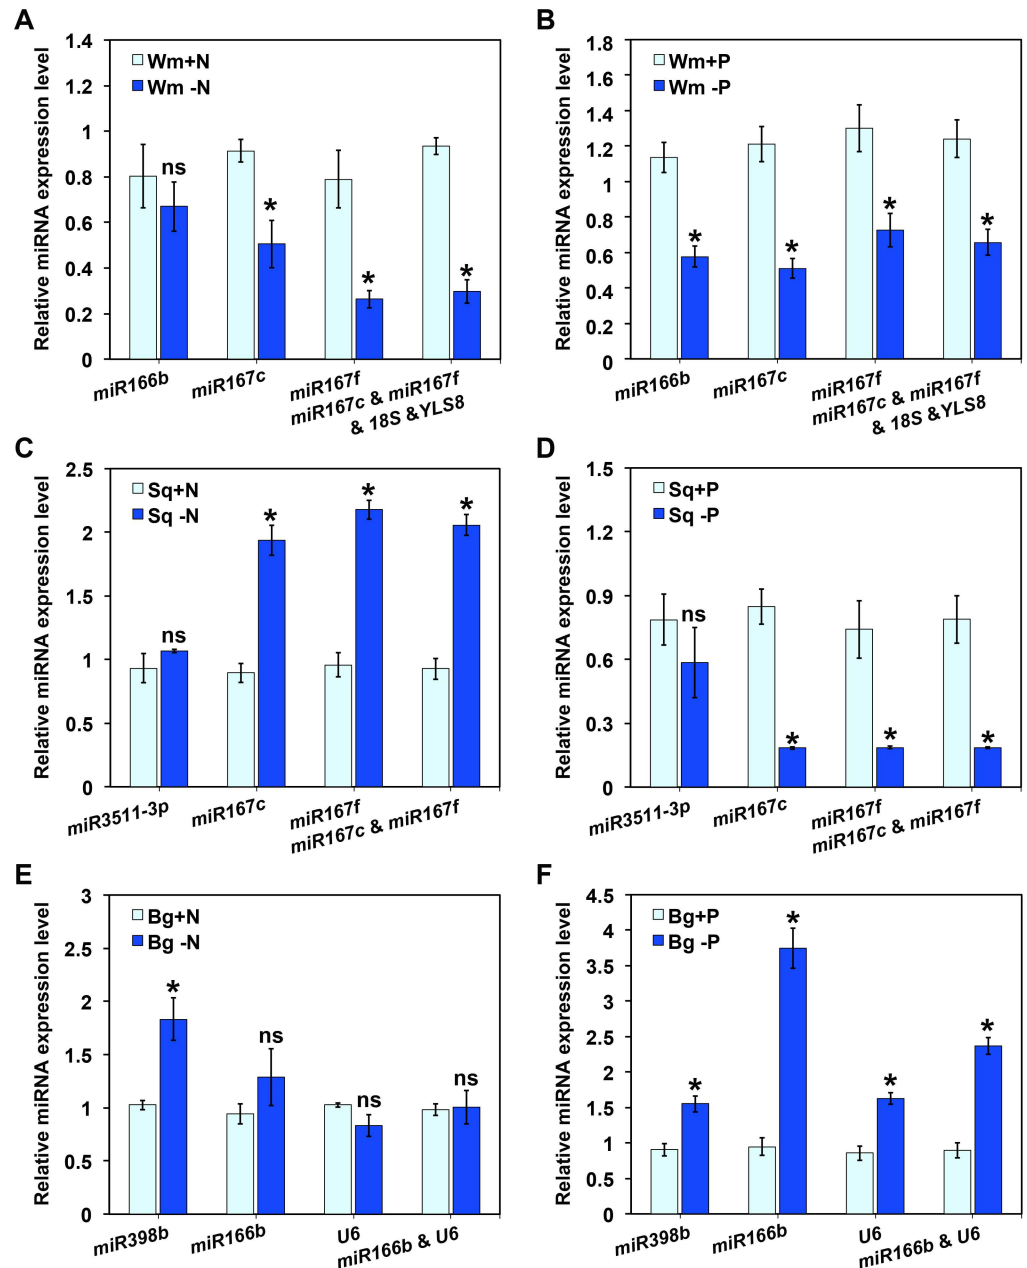 A
Relative miRNA expression level
1.4
1.2
1
0.8
0.6
0.4
0.2
0
Wm+N
Wm -N
ns
*
*
*
miR166b
miR167c
miR167f
miR167c & miR167f
& 18S &YLS8
B
Relative miRNA expression level
1.8
1.6
1.4
1.2
1
0.8
0.6
0.4
0.2
0
Wm+P
Wm -P
*
*
*
*
miR166b
miR167c
miR167f
miR167c & miR167f
& 18S &YLS8
C
Relative miRNA expression level
2.5
2
1.5
1
0.5
0
Sq+N
Sq -N
ns
*
*
*
miR3511-3p
miR167c
miR167f
miR167c & miR167f
D
Relative miRNA expression level
1.5
1.2
0.9
0.6
0.3
0
Sq+P
Sq -P
ns
*
*
*
miR3511-3p
miR167c
miR167f
miR167c & miR167f
E
Relative miRNA expression level
3
2.5
2
1.5
1
0.5
0
Bg+N
Bg -N
*
ns
ns
ns
miR398b
miR166b
U6
miR166b & U6
F
Relative miRNA expression level
4.5
4
3.5
3
2.5
2
1.5
1
0.5
0
Bg+P
Bg -P
*
*
*
*
miR398b
miR166b
U6
miR166b & U6